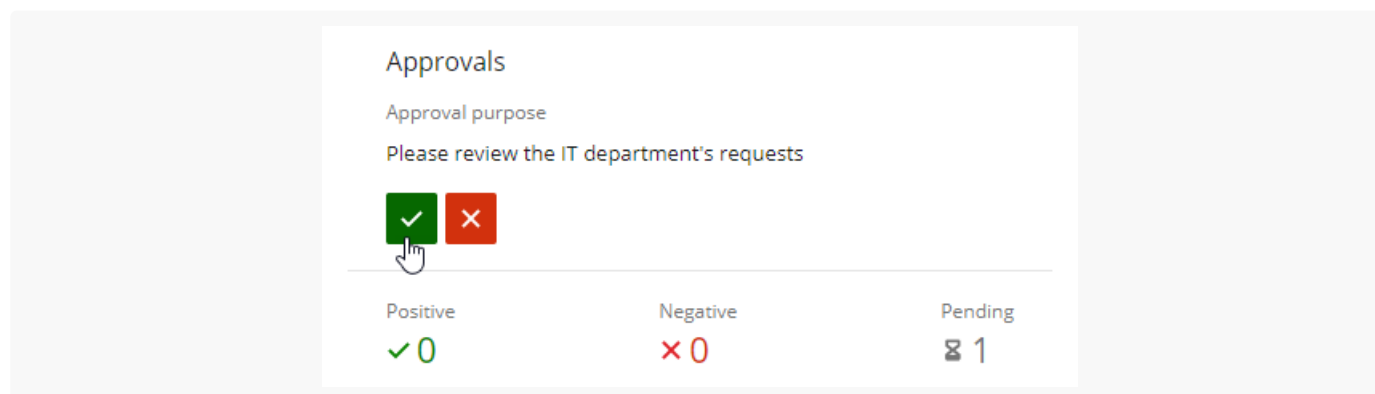 Approvals
Approval purpose
Please review the IT department's requests
Positive Negative Pending
0 0 1